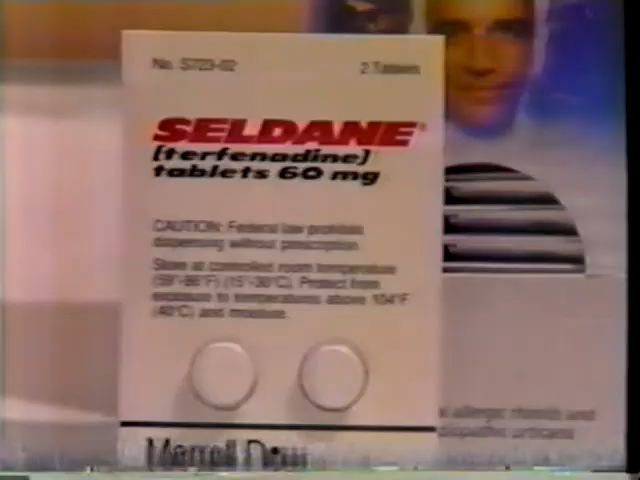 No. S723-02
2 Tablets
SELDANE®
(terfenadine)
tablets 60 mg
CAUTION: Federal law prohibits
dispensing without prescription.
Store at controlled room temperature
(59°-86°F) (15°-30°C). Protect from
exposure to temperatures above 104°F
(40°C) and moisture.
Merrell Dow